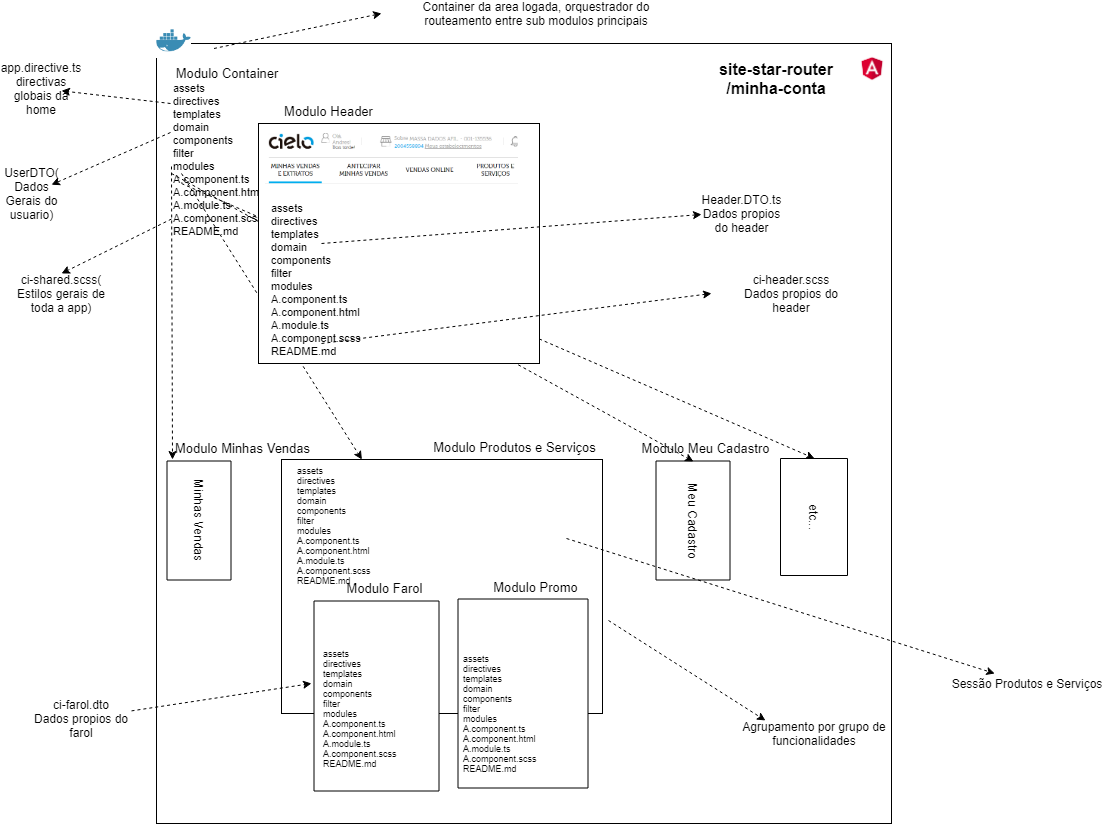 Container da area logada, orquestrador do
routeamento entre sub modulos principais
site-star-router
/minha-conta
app.directive.ts
directivas
globais da
home
UserDTO(
Dados
Gerais do
usuario)
ci-shared.scss(
Estilos gerais de
toda a app)
Modulo Container
assets
directives
templates
domain
components
filter
modules
A.component.ts
A.component.htm
A.module.ts
A.component.scs
README.md
Modulo Header
cielo
Olá,
MINHAS VENDAS
E EXTRATOS
ANTECIPAR
MINHAS VENDAS
VENDAS ONLINE
PRODUTOS E
SERVIÇOS
assets
directives
templates
domain
components
filter
modules
A.component.ts
A.component.html
A.module.ts
A.component.scss
README.md
Header.DTO.ts
Dados propios
do header
ci-header.scss
Dados propios do
header
Modulo Minhas Vendas
Minhas Vendas
Modulo Produtos e Serviços
assets
directives
templates
domain
components
filter
modules
A.component.ts
A.component.html
A.module.ts
A.component.scss
README.md
Modulo Farol
assets
directives
templates
domain
components
filter
modules
A.component.ts
A.component.html
A.module.ts
A.component.scss
README.md
Modulo Promo
assets
directives
templates
domain
components
filter
modules
A.component.ts
A.component.html
A.module.ts
A.component.scss
README.md
Modulo Meu Cadastro
Meu Cadastro
etc...
ci-farol.dto
Dados propios do
farol
Sessão Produtos e Serviços
Agrupamento por grupo de
funcionalidades